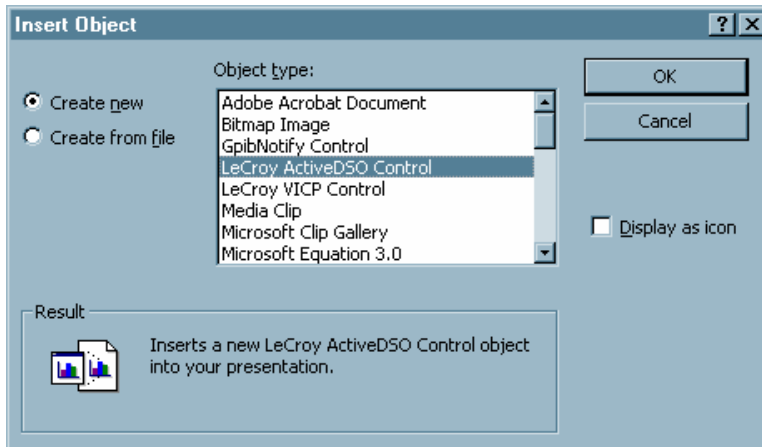 Insert Object
Object type:
Create new
Create from file
Adobe Acrobat Document
Bitmap Image
GpibNotify Control
LeCroy ActiveDSO Control
LeCroy VICP Control
Media Clip
Microsoft Clip Gallery
Microsoft Equation 3.0
OK
Cancel
Display as icon
Result
Inserts a new LeCroy ActiveDSO Control object
into your presentation.